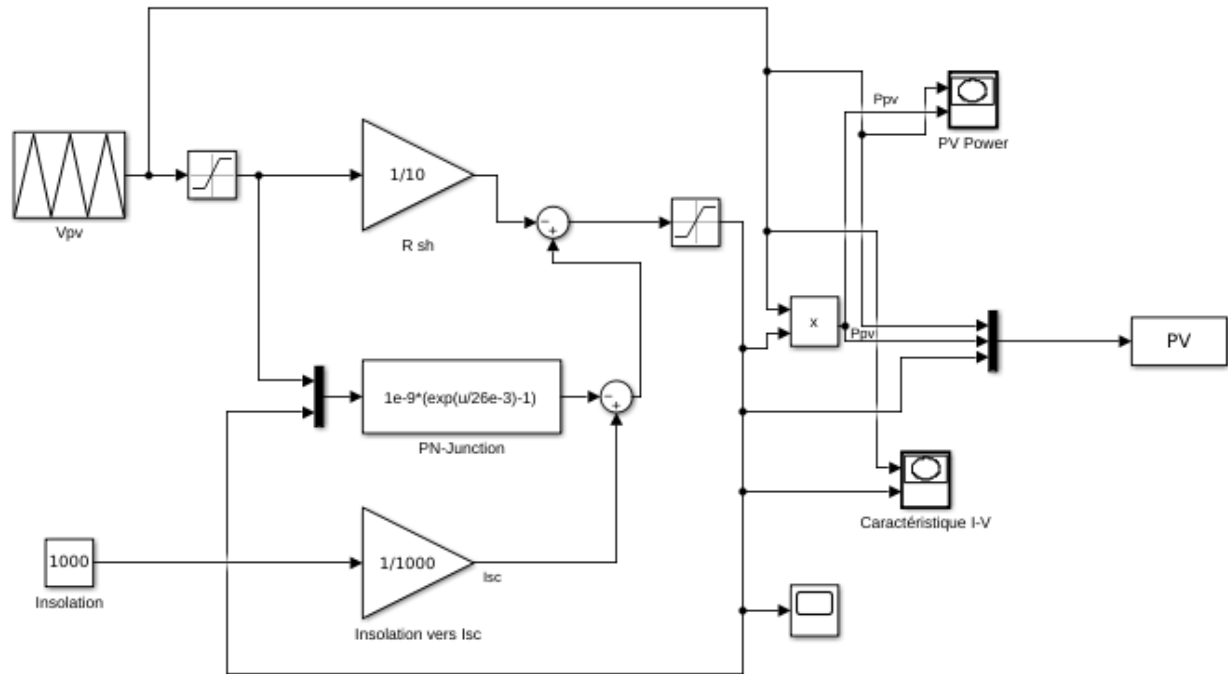 Ppv
PV Power
Vpv
1/10
R sh
x
Ppv
PV
1e-9*(exp(u/26e-3)-1)
PN-Junction
Caractéristique I-V
1000
Insolation
1/1000
Isc
Insolation vers Isc